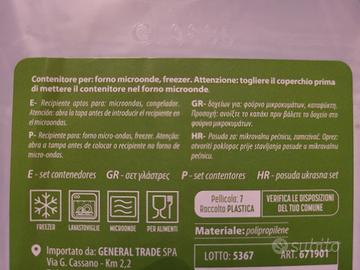 Contenitore per: forno microonde, freezer. Attenzione: togliere il coperchio prima
di mettere il contenitore nel forno microonde.
E- Recipiente aptos para: microondas, congelador.
Atención: abra la tapa antes de introducir el recipiente en
el microondas.
P- Recipiente para: forno micro-ondas, freezer. Atenção:
abra a tampa antes de colocar o recipiente no forno
de micro-ondas.
GR- δοχείων για: φούρνο μικροκυμάτων, καταψύκτη.
Προσοχή: ανοίξτε το καπάκι πριν βάλετε το δοχείο στο
φούρνο μικροκυμάτων.
HR- Posuda za: mikrovalnu pećnicu, zamrzivač. Oprez:
otvorite poklopac prije stavljanja posude u mikrovalnu
pećnicu.
E - set contenedores GR- σετ γλάστρες P - set contentores HR - posuda ukrasna set
FREEZER
LAVASTOVIGLIE
MICROONDE
PER ALIMENTI
Pellicola: 7
Raccolta PLASTICA
VERIFICA LE DISPOSIZIONI
DEL TUO COMUNE
Materiale: polipropilene
Importato da: GENERAL TRADE SPA
Via G. Cassano - Km 2,2
LOTTO: 5367
ART. 671901
subito